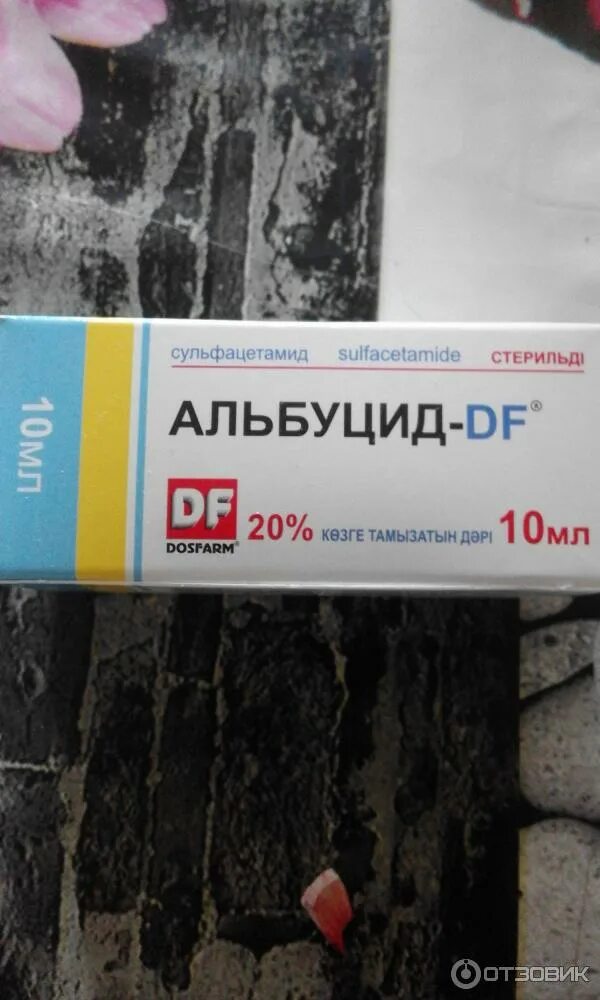 сульфацетамид sulfacetamide СТЕРИЛЬДІ
АЛЬБУЦИД-DF®
10мл
DF
DOSFARM®
20% КӨЗГЕ ТАМЫЗАТЫН ДӘРІ 10мл
ОТЗОВИК